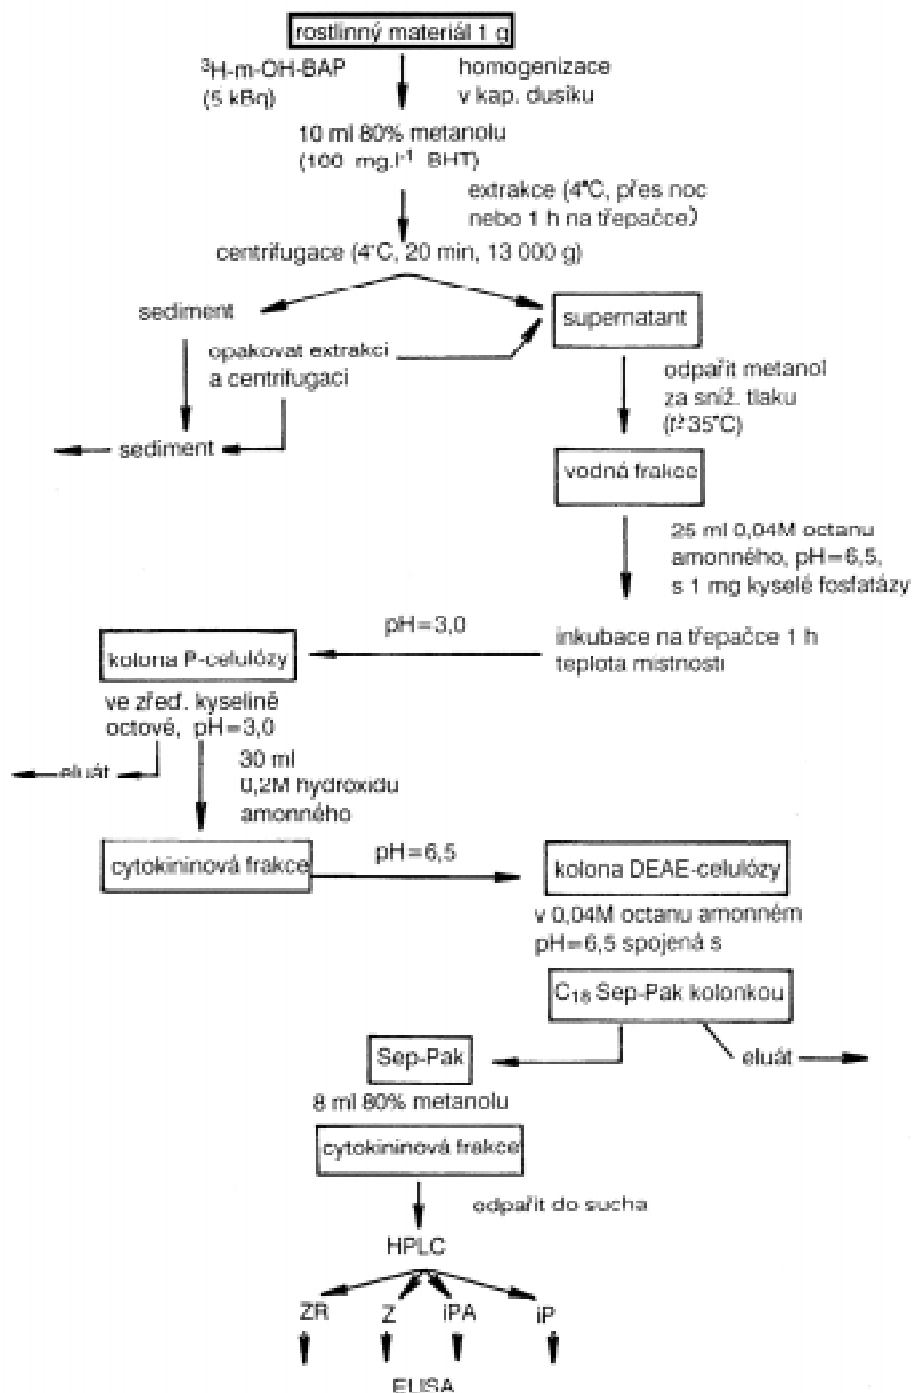 rostlinný materiál 1 g
³H-m-OH-BAP
(5 kBq)
homogenizace
v kap. dusíku
10 ml 80% metanolu
(100 mg.l⁻¹ BHT)
extrakce (4°C, přes noc
nebo 1 h na třepačce)
centrifugace (4°C, 20 min, 13 000 g)
sediment
supernatant
opakovat extrakci
a centrifugaci
odpařit metanol
za sníž. tlaku
35°C)
sediment
vodná frakce
25 ml 0,04M octanu
amonného, pH=6,5,
s 1 mg kyselé fosfatázy
pH=3,0
inkubace na třepačce 1 h
teplota místnosti
kolona P-celulózy
ve zřeď. kyselině
octové, pH=3,0
eluát
30 ml
0,2M hydroxidu
amonného
cytokininová frakce
pH=6,5
kolona DEAE-celulózy
v 0,04M octanu amonném
pH=6,5 spojená s
C₁₈ Sep-Pak kolonkou
Sep-Pak
eluát
8 ml 80% metanolu
cytokininová frakce
odpařit do sucha
HPLC
ZR Z iPA iP
ELISA